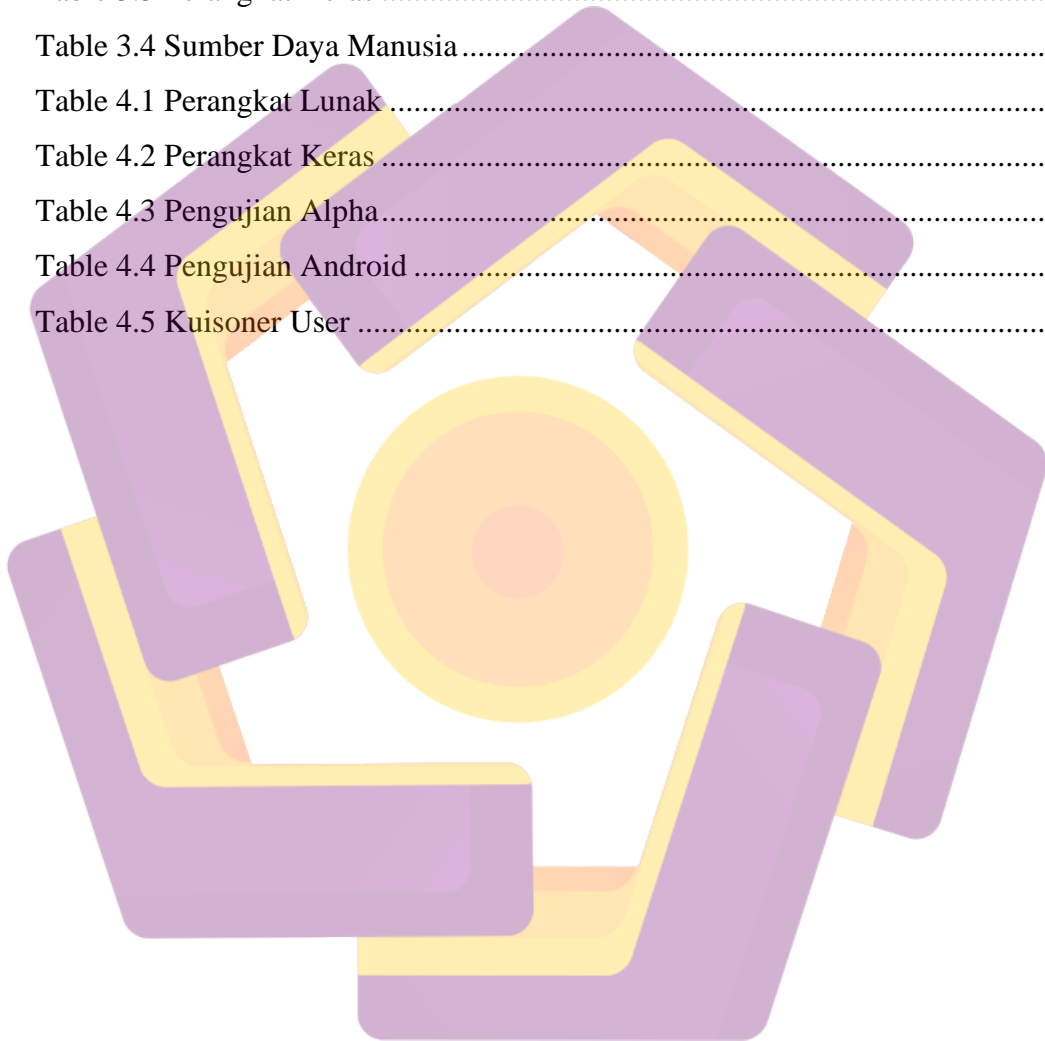 Table 3.4 Sumber Daya Manusia
Table 4.1 Perangkat Lunak
Table 4.2 Perangkat Keras
Table 4.3 Pengujian Alpha
Table 4.4 Pengujian Android
Table 4.5 Kuisoner User